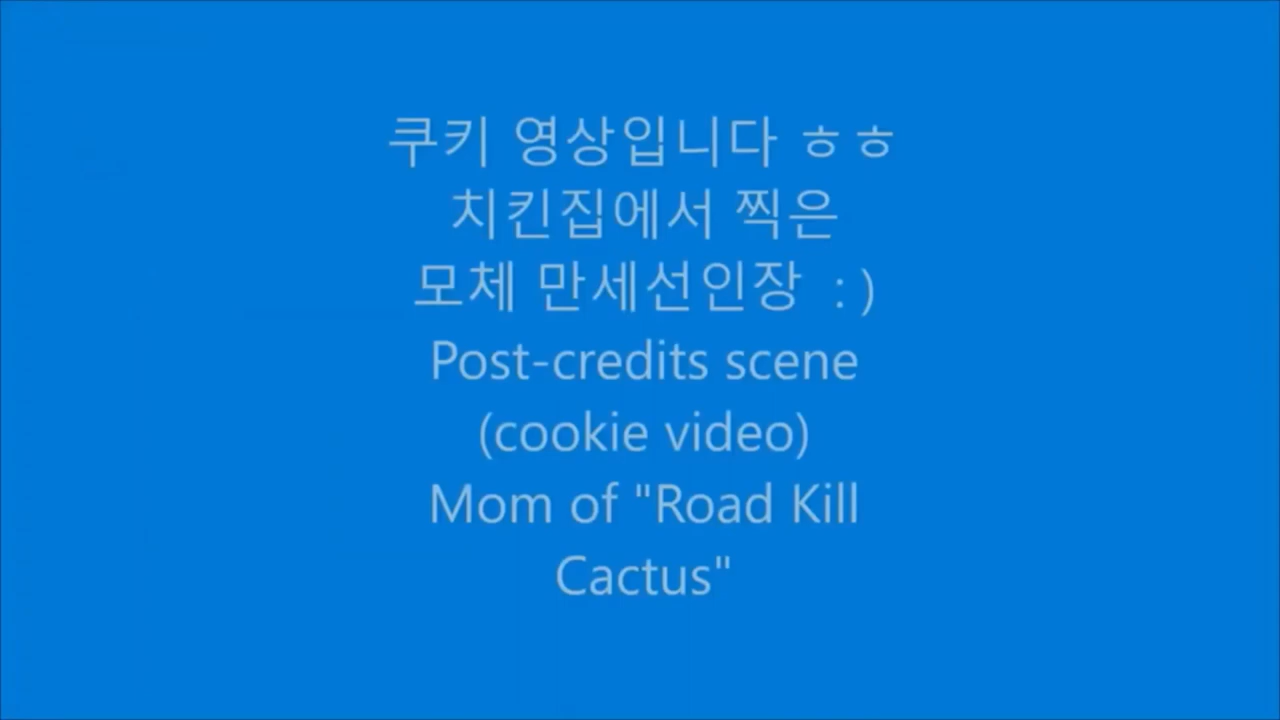 쿠키 영상입니다 ㅎㅎ
치킨집에서 찍은
모체 만세선인장  : )
Post-credits scene
(cookie video)
Mom of "Road Kill
Cactus"